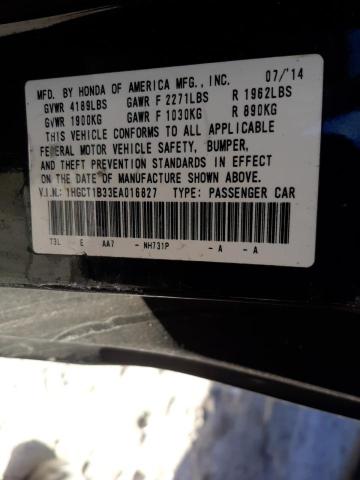 MFD. BY HONDA OF AMERICA MFG., INC. 07/'14
GVWR 4189LBS GAWR F 2271LBS R 1962LBS
GVWR 1900KG GAWR F 1030KG R 890KG
THIS VEHICLE CONFORMS TO ALL APPLICABLE
FEDERAL MOTOR VEHICLE SAFETY, BUMPER,
AND THEFT PREVENTION STANDARDS IN EFFECT
ON THE DATE OF MANUFACTURE SHOWN ABOVE.
V.I.N.:1HGCT1B33EA016827 TYPE: PASSENGER CAR
T3L - E AA7 - NH731P - A - A